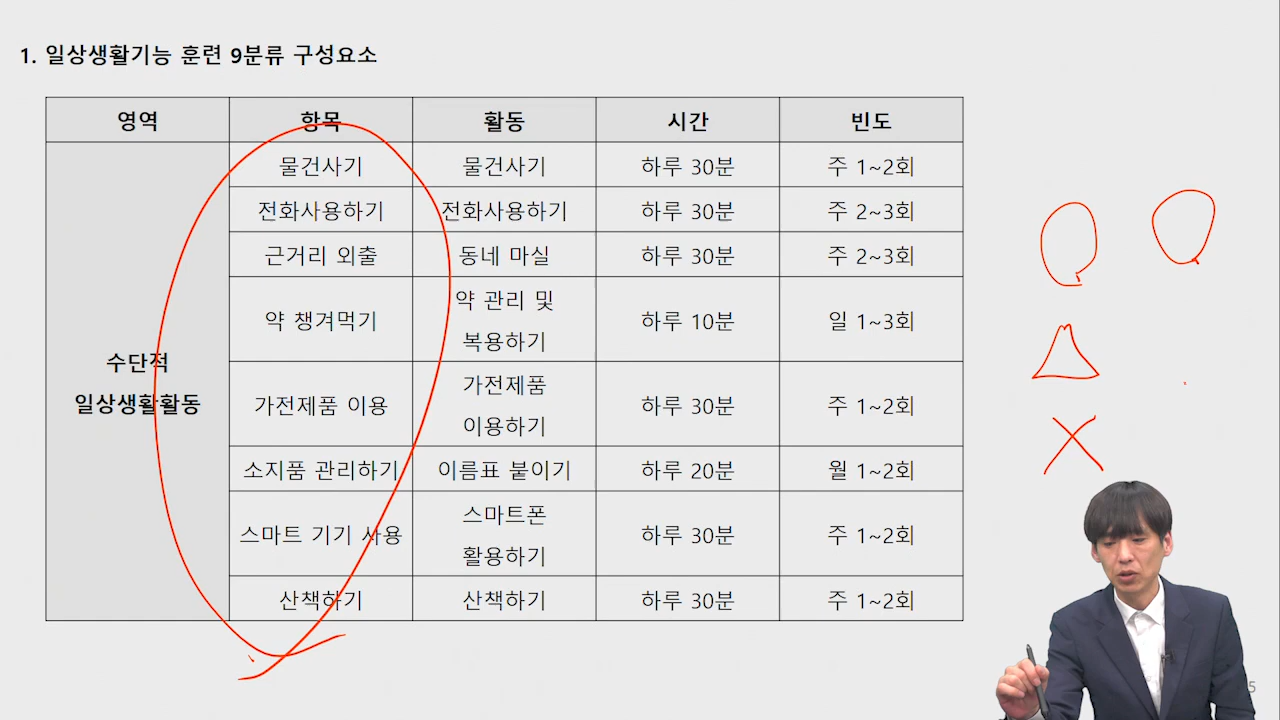 1. 일상생활기능 훈련 9분류 구성요소
영역 항목 활동 시간 빈도
물건사기 물건사기 하루 30분 주 1~2회
전화사용하기 전화사용하기 하루 30분 주 2~3회
근거리 외출 동네 마실 하루 30분 주 2~3회
약 챙겨먹기 약 관리 및 하루 10분 일 1~3회
복용하기
수단적
일상생활활동
가전제품 이용 가전제품 하루 30분 주 1~2회
이용하기
소지품 관리하기 이름표 붙이기 하루 20분 월 1~2회
스마트 기기 사용 스마트폰 하루 30분 주 1~2회
활용하기
산책하기 산책하기 하루 30분 주 1~2회
5